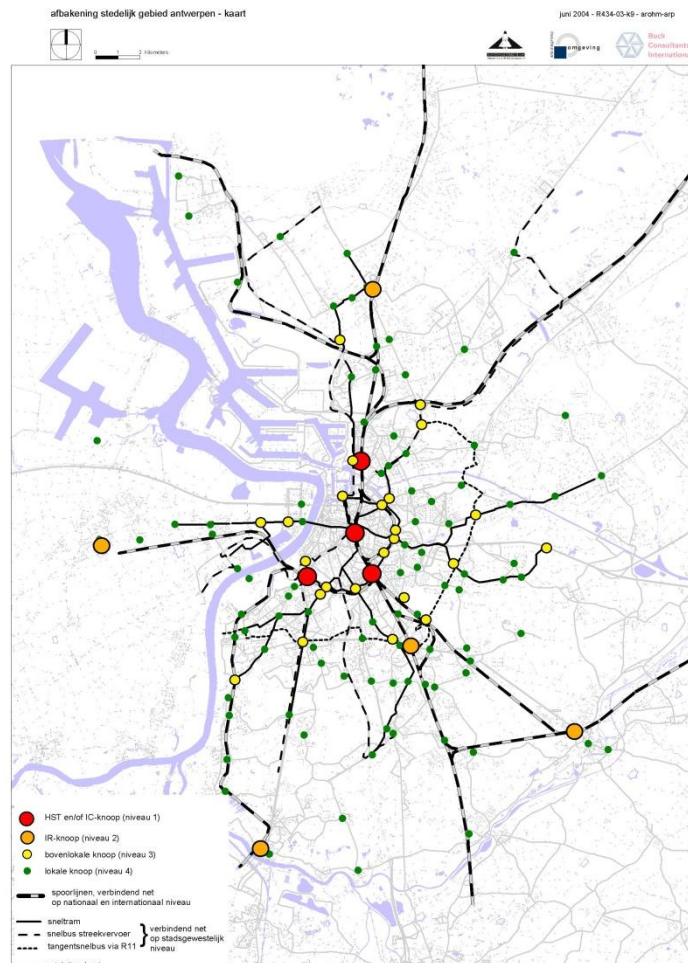 afbakening stedelijk gebied antwerpen - kaart
juni 2004 - R434-03-k9 - arohm-arp
0 1 2 Kilometers
omgeving
Buck
Consultants
International
HST en/of IC-knoop (niveau 1)
IR-knoop (niveau 2)
bovenlokale knoop (niveau 3)
lokale knoop (niveau 4)
spoorlijnen, verbindend net
op nationaal en internationaal niveau
sneltram
snelbus streekvervoer
tangentsnelbus via R11
verbindend net
op stadsgewestelijk
niveau